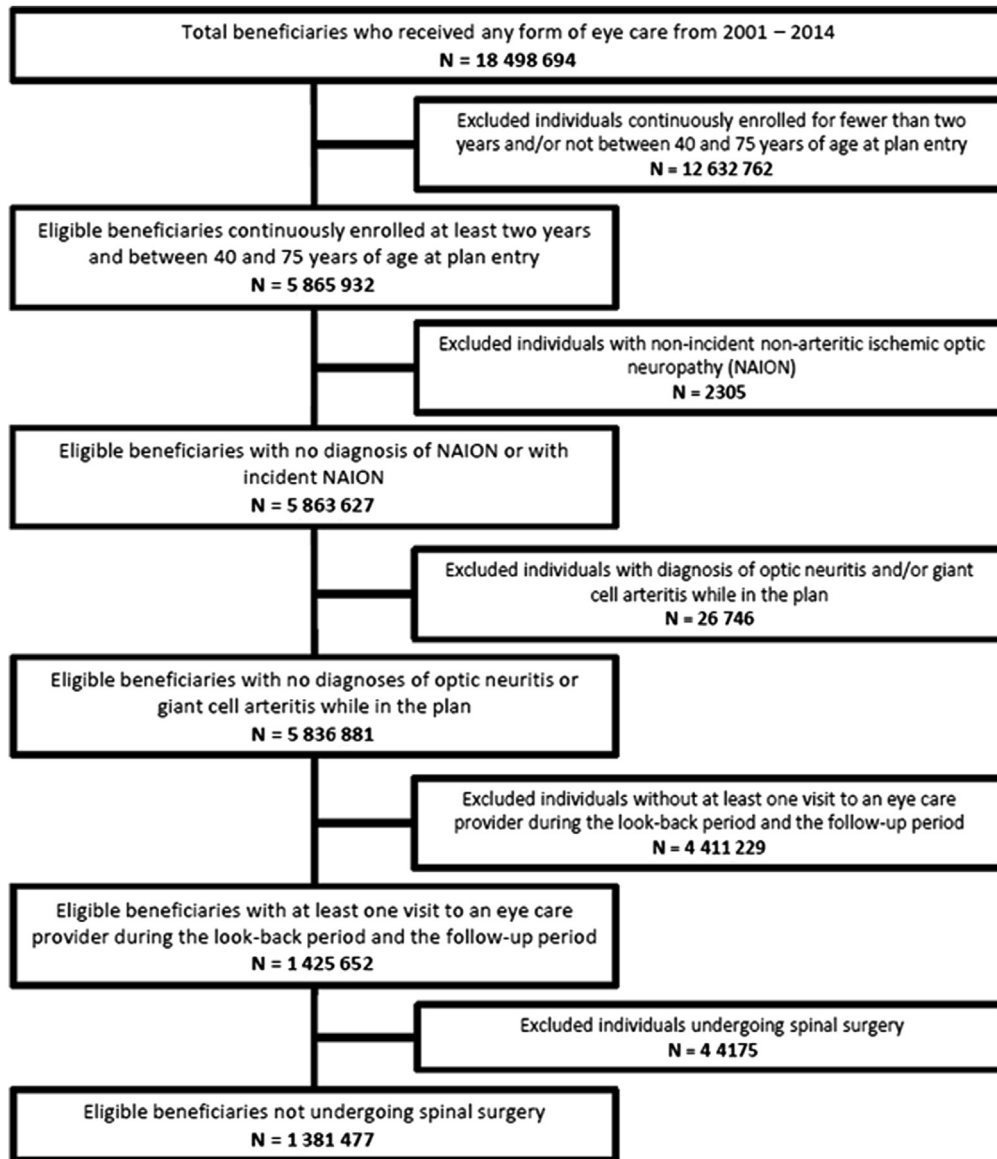 Total beneficiaries who received any form of eye care from 2001 – 2014
N = 18 498 694
Excluded individuals continuously enrolled for fewer than two
years and/or not between 40 and 75 years of age at plan entry
N = 12 632 762
Eligible beneficiaries continuously enrolled at least two years
and between 40 and 75 years of age at plan entry
N = 5 865 932
Excluded individuals with non-incident non-arteritic ischemic optic
neuropathy (NAION)
N = 2305
Eligible beneficiaries with no diagnosis of NAION or with
incident NAION
N = 5 863 627
Excluded individuals with diagnosis of optic neuritis and/or giant
cell arteritis while in the plan
N = 26 746
Eligible beneficiaries with no diagnoses of optic neuritis or
giant cell arteritis while in the plan
N = 5 836 881
Excluded individuals without at least one visit to an eye care
provider during the look-back period and the follow-up period
N = 4 411 229
Eligible beneficiaries with at least one visit to an eye care
provider during the look-back period and the follow-up period
N = 1 425 652
Excluded individuals undergoing spinal surgery
N = 4 4175
Eligible beneficiaries not undergoing spinal surgery
N = 1 381 477